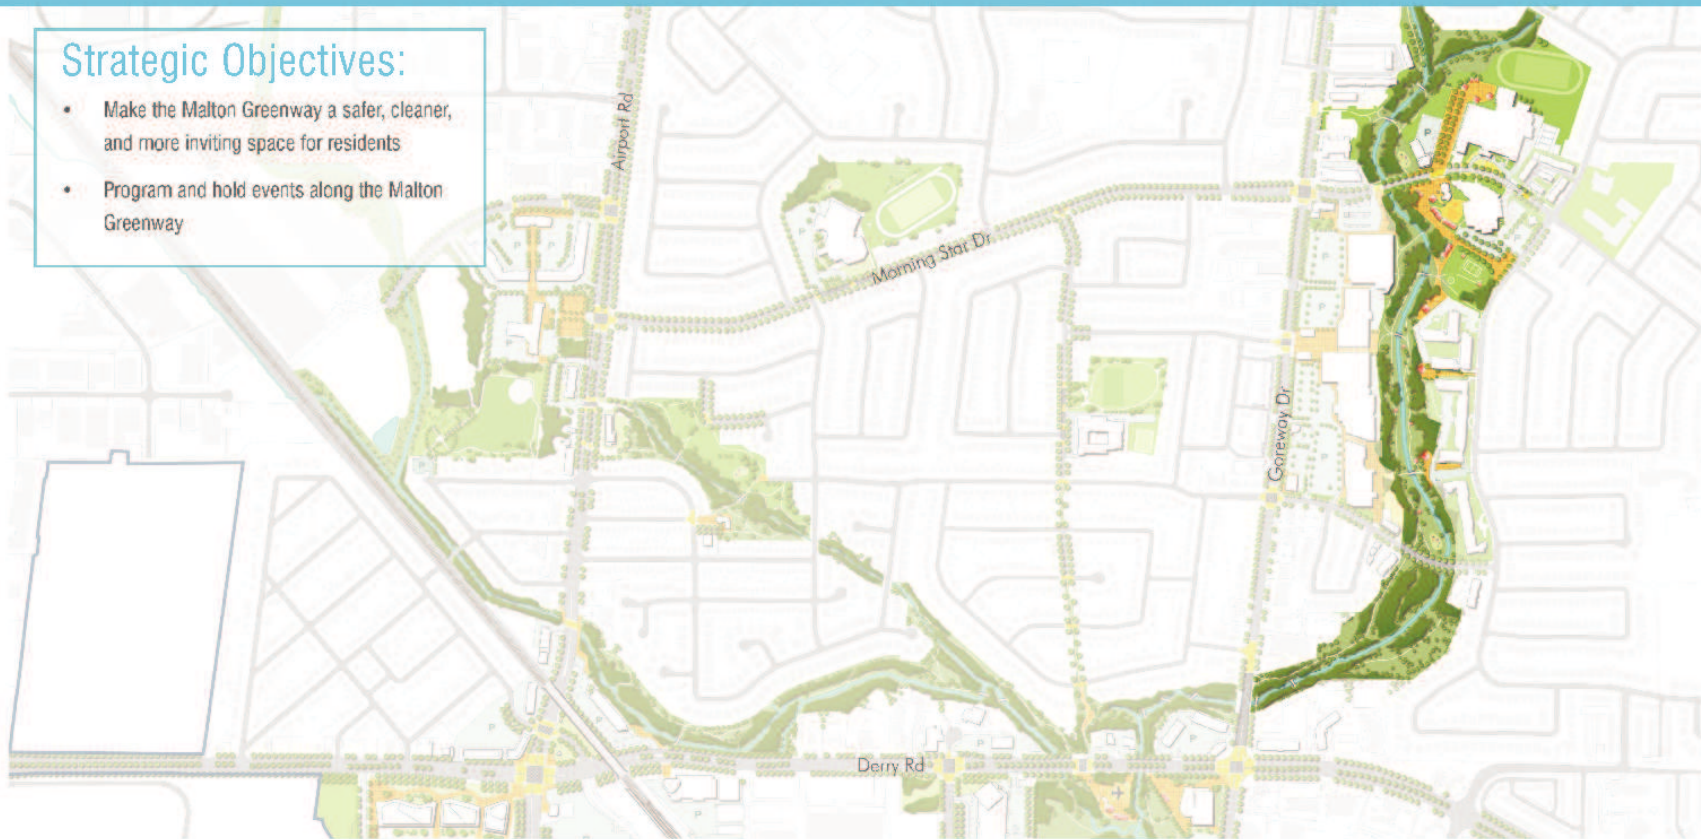 Strategic Objectives:
• Make the Malton Greenway a safer, cleaner,
and more inviting space for residents
• Program and hold events along the Malton
Greenway
Airport Rd
Morning Star Dr
Goreway Dr
Derry Rd
P
P
P
P
P
P
P
P
P
P
P
P
P